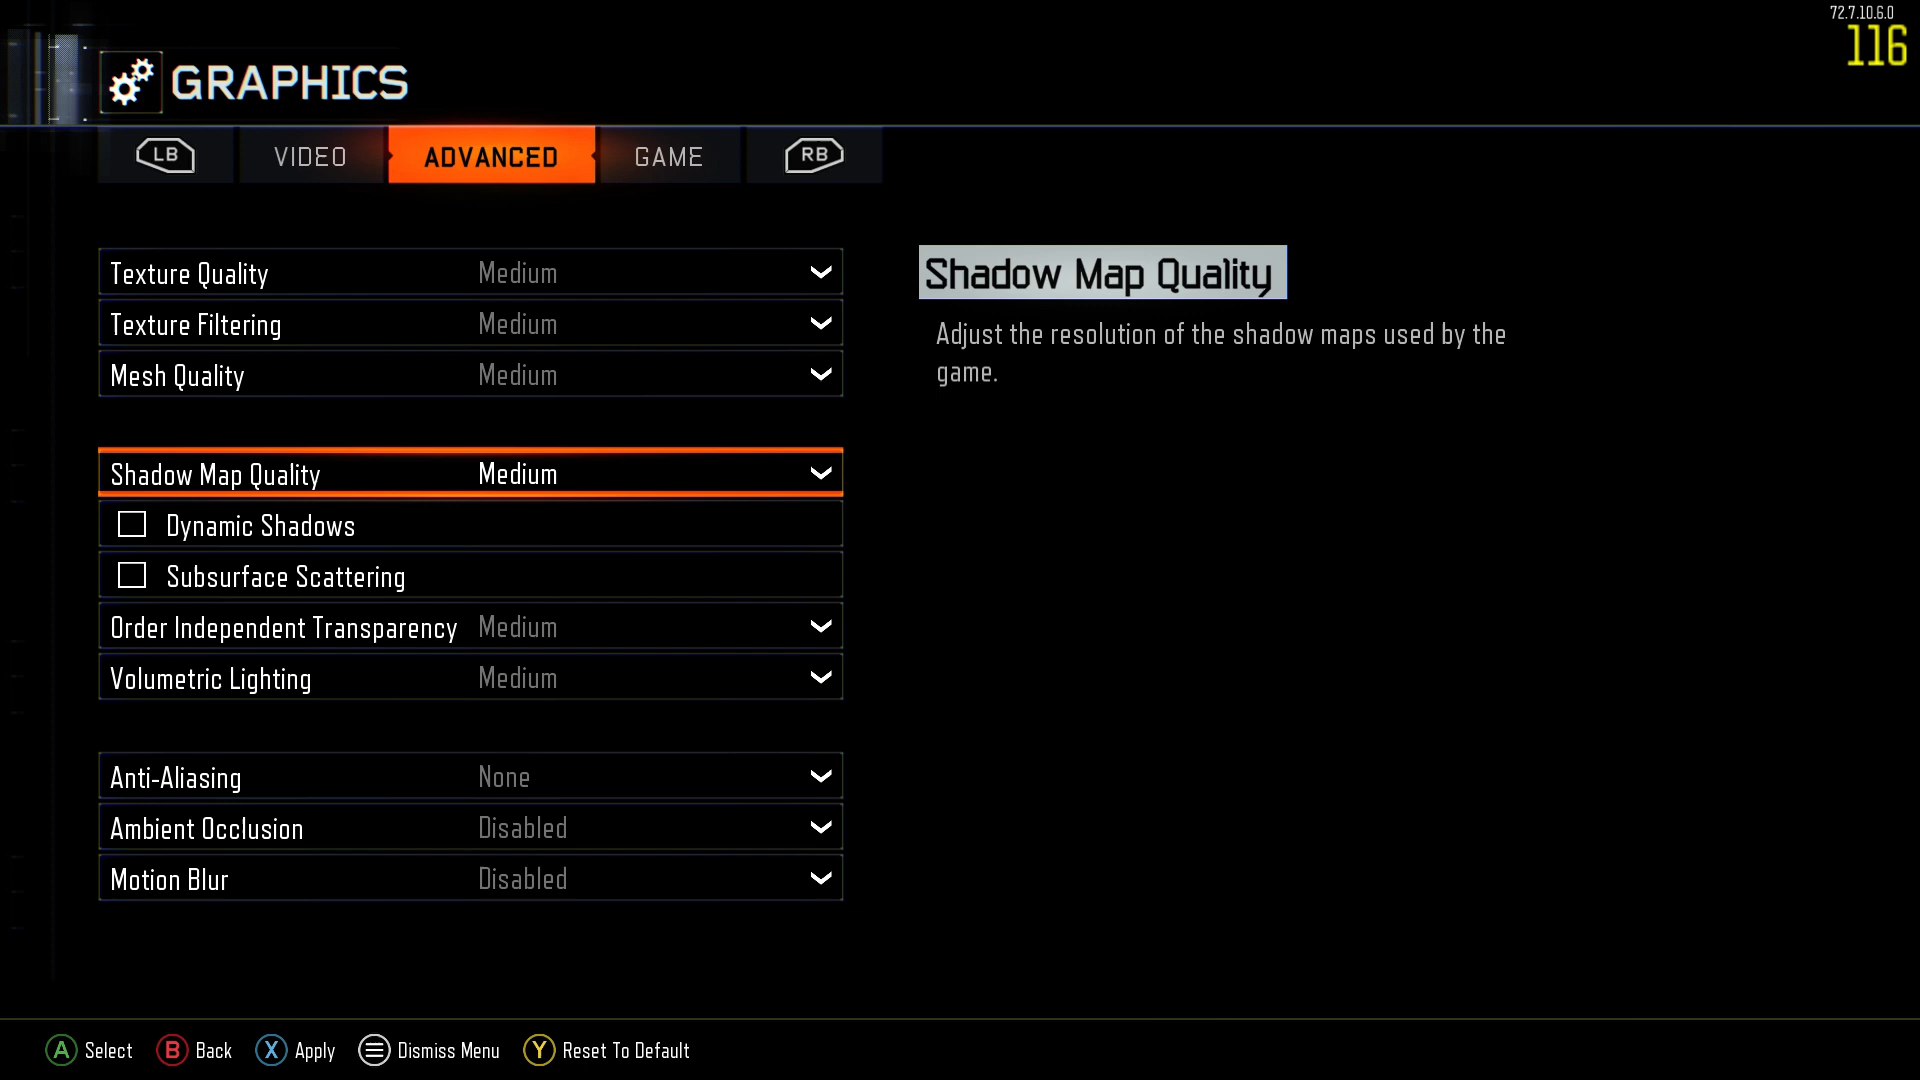 72.7.10.6.0
116
GRAPHICS
LB VIDEO ADVANCED GAME RB
Texture Quality Medium
Texture Filtering Medium
Mesh Quality Medium
Shadow Map Quality Medium
Dynamic Shadows
Subsurface Scattering
Order Independent Transparency Medium
Volumetric Lighting Medium
Anti-Aliasing None
Ambient Occlusion Disabled
Motion Blur Disabled
Shadow Map Quality
Adjust the resolution of the shadow maps used by the
game.
A Select B Back X Apply Dismiss Menu Y Reset To Default